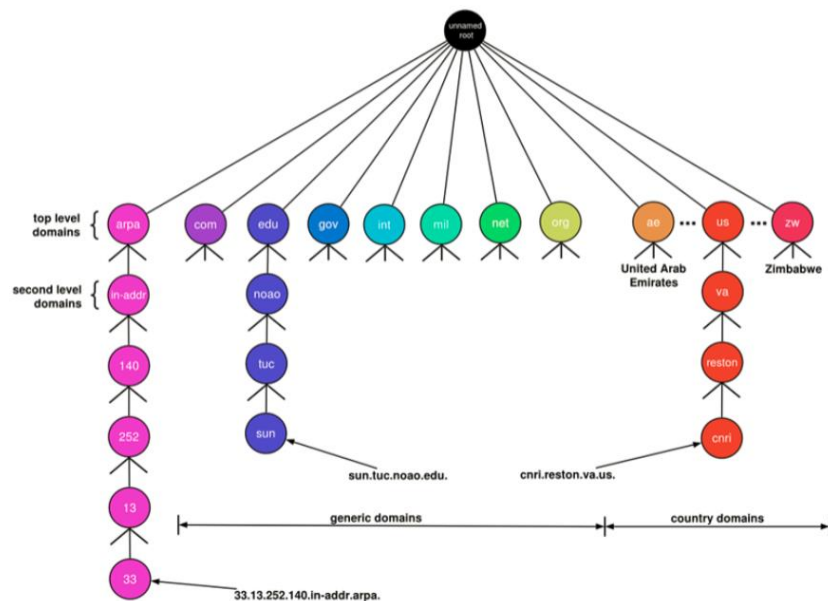 unnamed
root
top level
domains
arpa
com
edu
gov
int
mil
net
org
ae
...
us
...
zw
United Arab
Emirates
Zimbabwe
second level
domains
in-addr
noao
va
140
tuc
reston
252
sun
cnri
sun.tuc.noao.edu.
cnri.reston.va.us.
13
generic domains
country domains
33
33.13.252.140.in-addr.arpa.